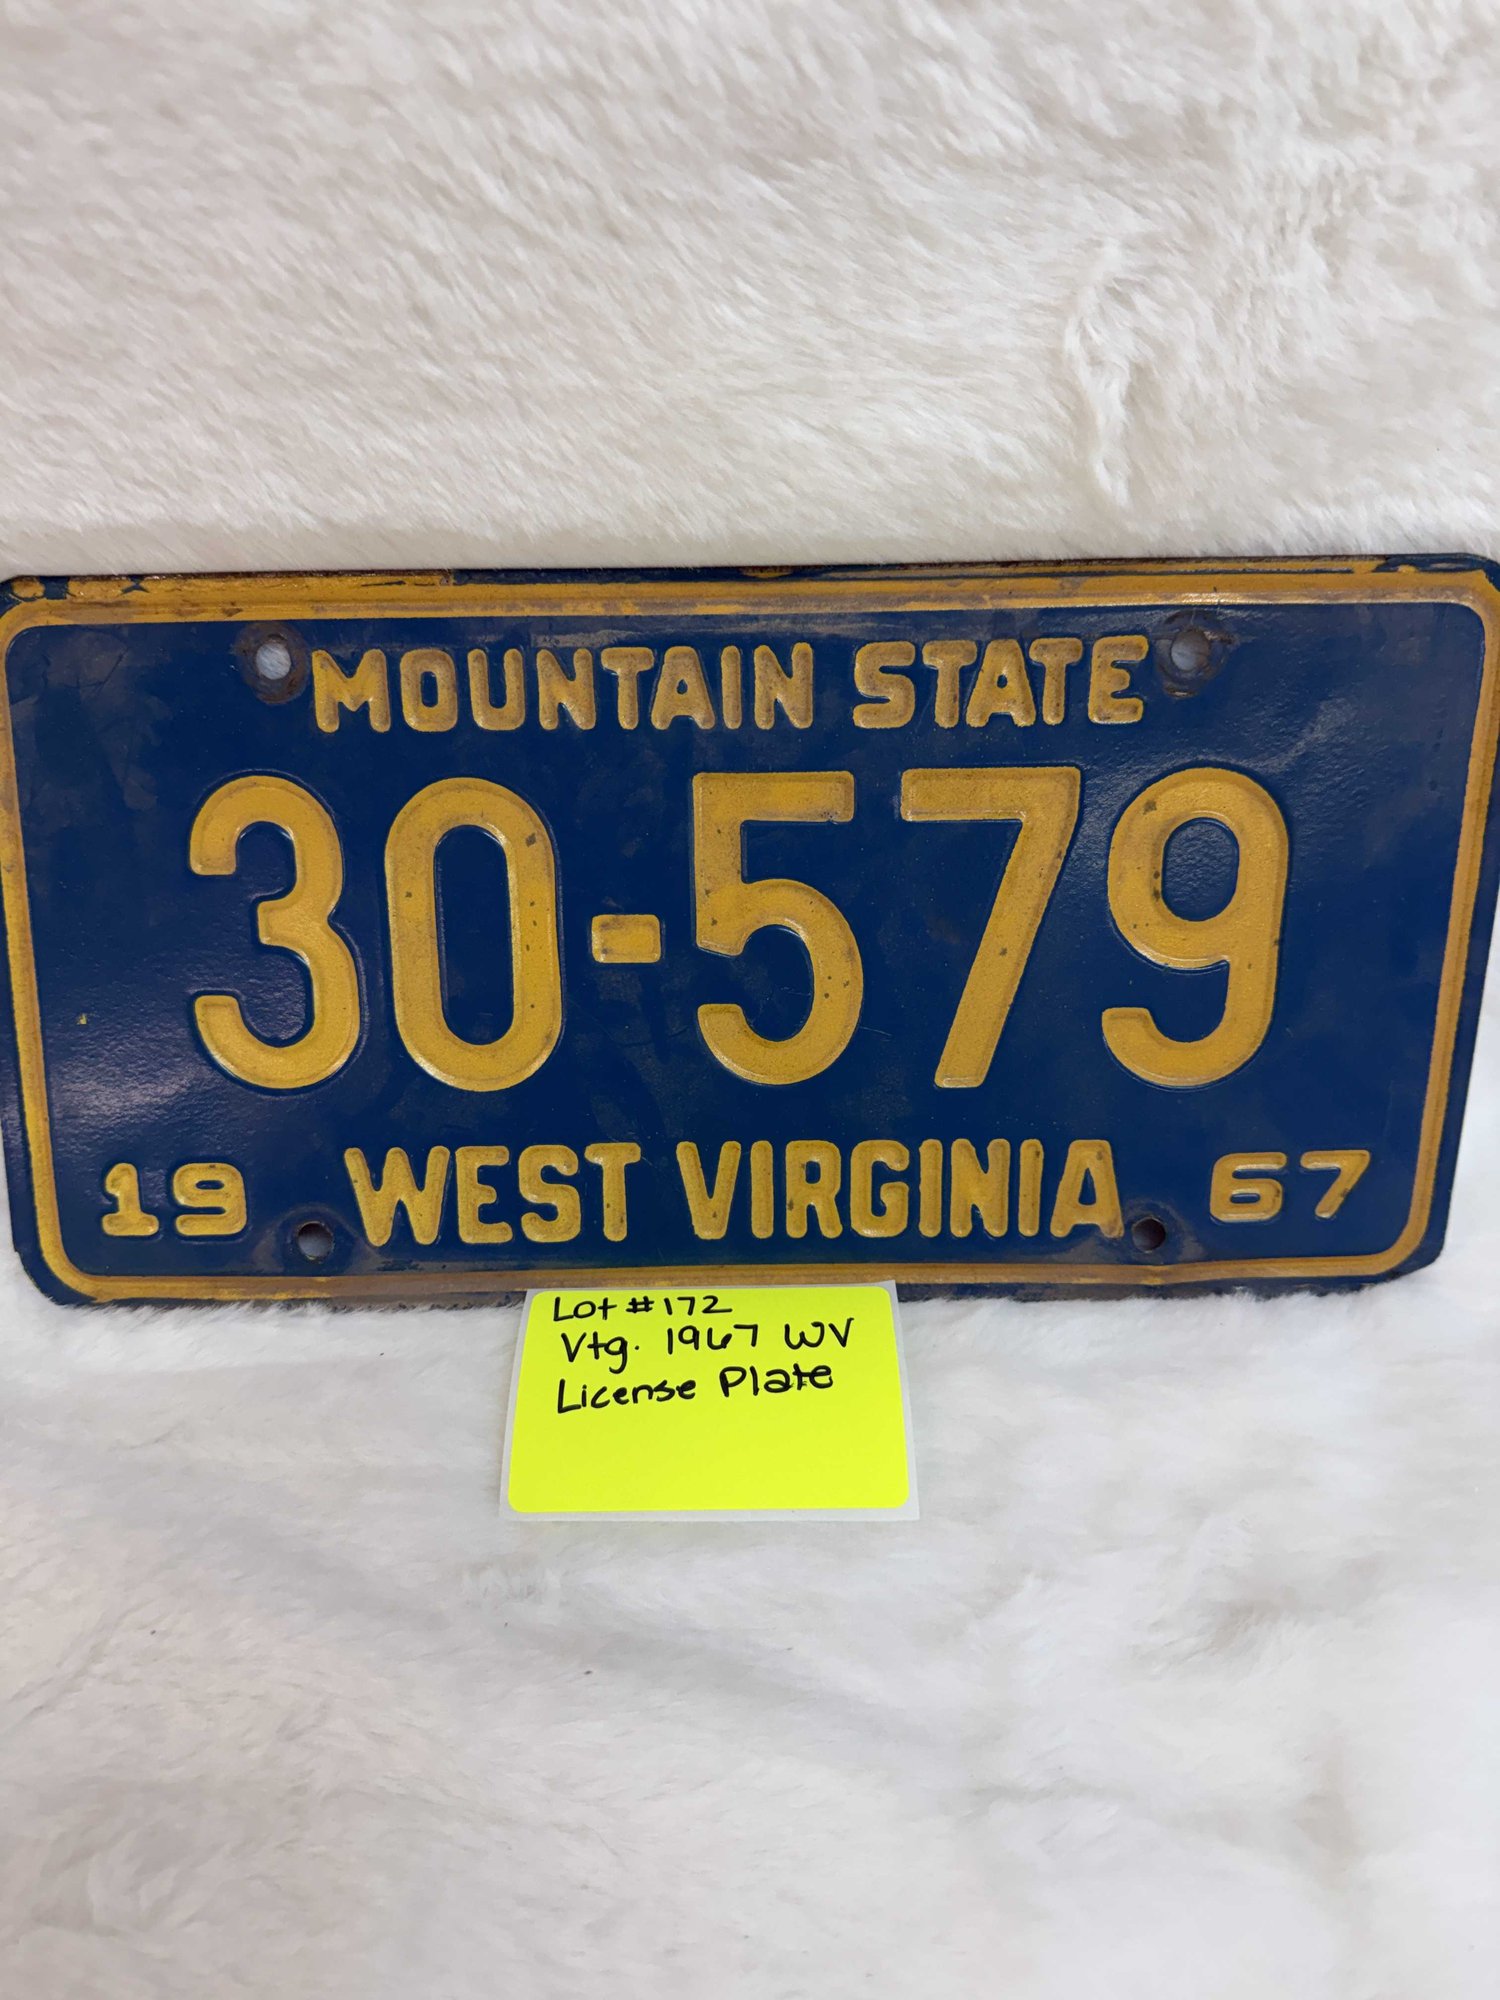 MOUNTAIN STATE
30-579
19 WEST VIRGINIA 67
Lot #172
Vtg. 1967 WV
License Plate